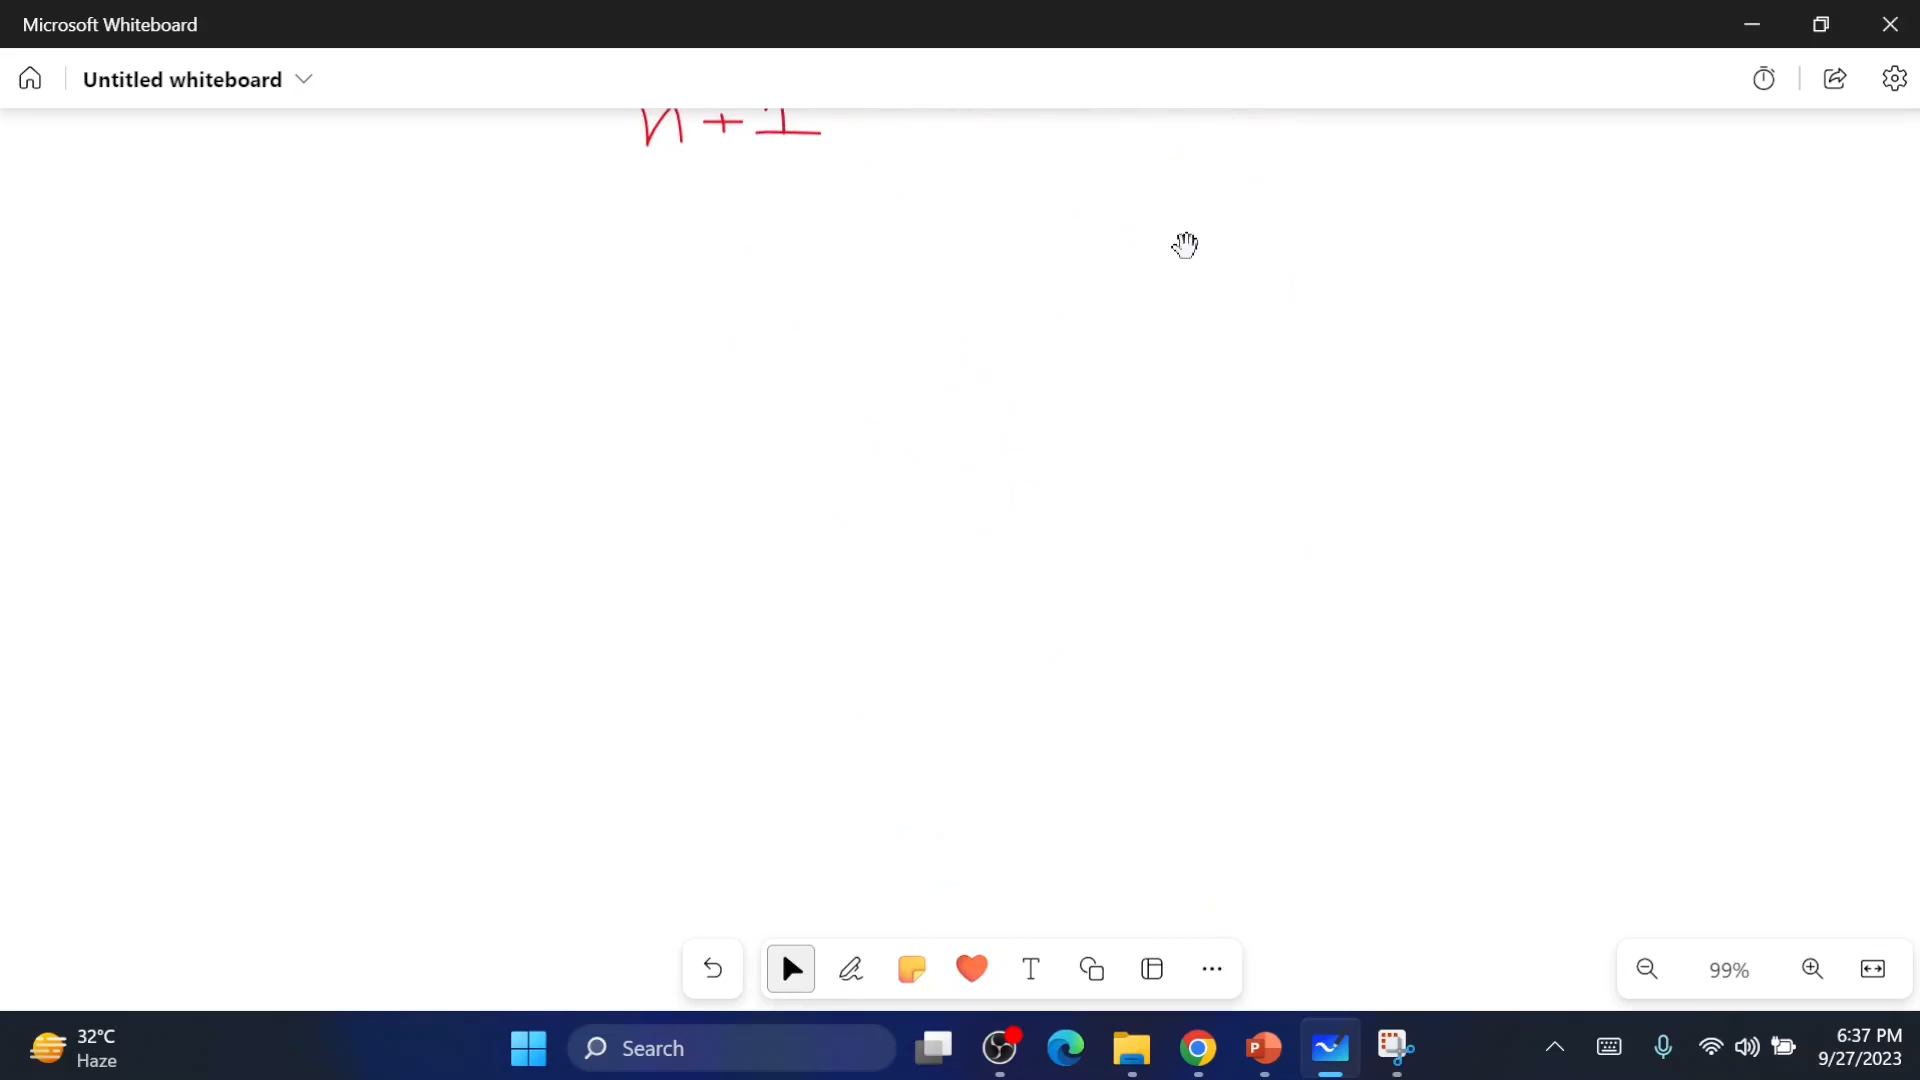 Microsoft Whiteboard
Untitled whiteboard
n + 1
99%
32°C
Haze
Search
6:37 PM
9/27/2023